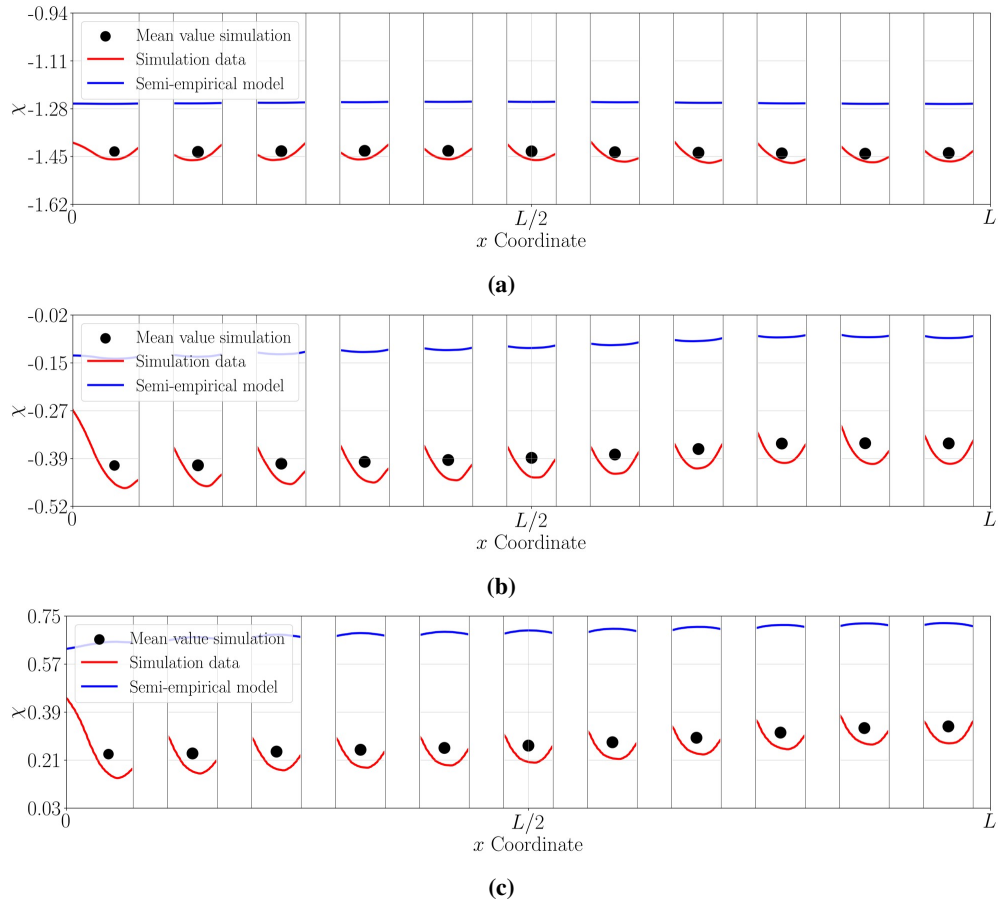 -0.94
Mean value simulation
Simulation data
Semi-empirical model
-1.11
χ
-1.28
-1.45
-1.62
0
L/2
L
x Coordinate
(a)
-0.02
Mean value simulation
Simulation data
Semi-empirical model
-0.15
χ
-0.27
-0.39
-0.52
0
L/2
L
x Coordinate
(b)
0.75
Mean value simulation
Simulation data
Semi-empirical model
0.57
χ
0.39
0.21
0.03
0
L/2
L
x Coordinate
(c)